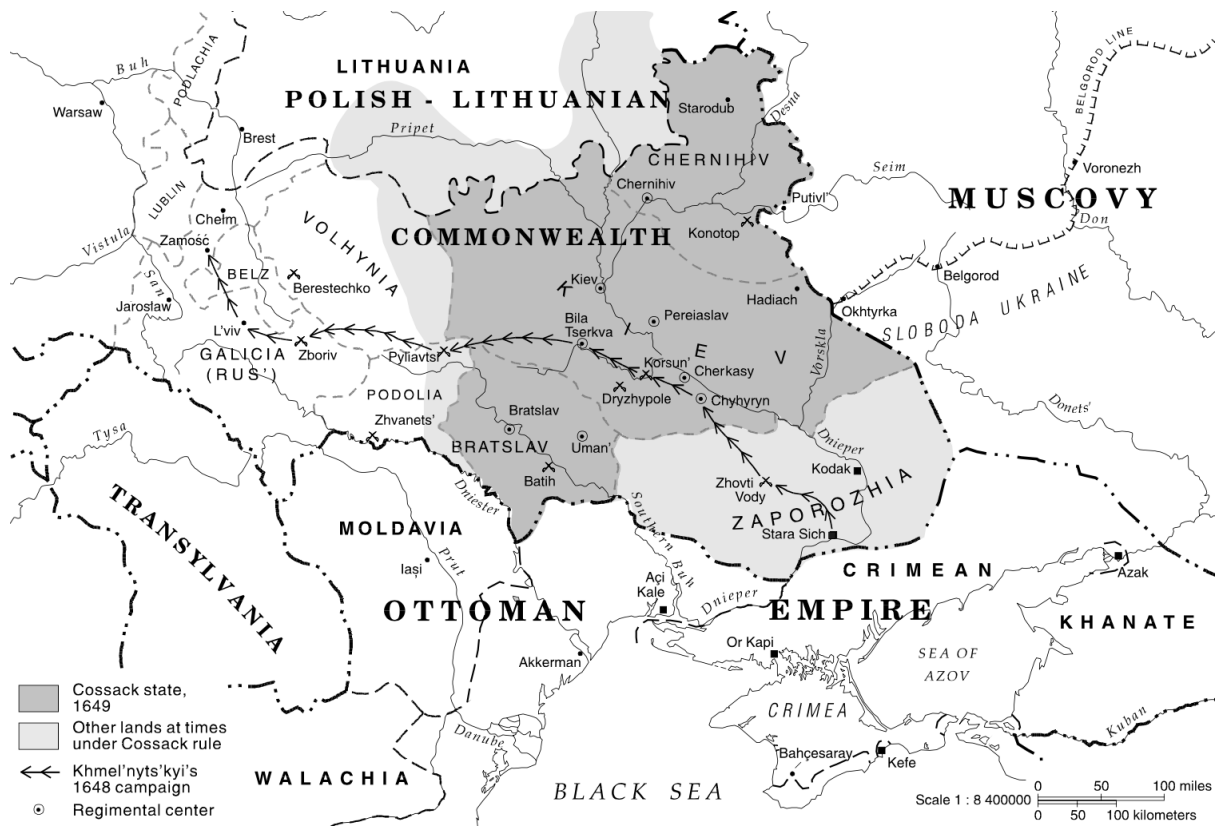 BELGOROD LINE
PODLACHIA
Buh
LITHUANIA
POLISH - LITHUANIAN
Warsaw
Starodub
Desna
Brest
Pripet
CHERNIHIV
Voronezh
Seim
Chernihiv
MUSCOVY
LUBLIN
Chełm
VOLHYNIA
Putivl'
Don
Vistula
Zamość
COMMONWEALTH
Konotop
San
BELZ
Berestechko
Kiev
KIEV
Hadiach
Belgorod
Jaroslaw
Okhtyrka
SLOBODA UKRAINE
L'viv
Bila
Tserkva
Pereiaslav
Zboriv
Pyliavtsi
Vorskla
GALICIA
(RUS')
Korsun'
Cherkasy
PODOLIA
Dryzhypole
Chyhyryn
Donets'
Zhvanets'
Bratslav
Tysa
BRATSLAV
Uman'
Dnieper
Kodak
Batih
Zhovti
Vody
ZAPOROZHIA
TRANSYLVANIA
Dniester
Southern Buh
MOLDAVIA
Stara Sich
Prut
Iași
CRIMEAN
Azak
Açi
Kale
Dnieper
OTTOMAN
EMPIRE
KHANATE
Or Kapi
Akkerman
SEA OF
AZOV
Cossack state,
1649
CRIMEA
Other lands at times
under Cossack rule
Danube
Kuban
Bahçesaray
Kefe
Khmel'nyts'kyi's
1648 campaign
WALACHIA
BLACK SEA
0 50 100 miles
Scale 1 : 8 400000
0 50 100 kilometers
Regimental center